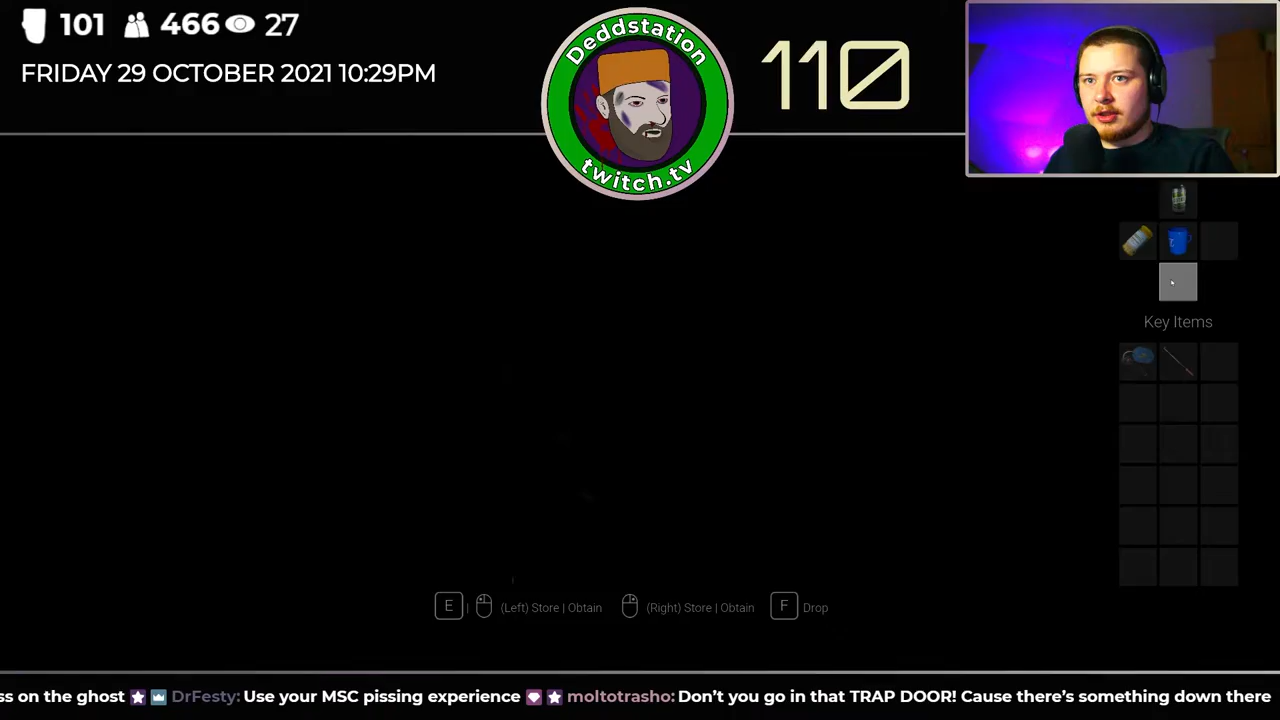 101 466 27
FRIDAY 29 OCTOBER 2021 10:29PM
Deddstation
twitch.tv
110
Key Items
E | (Left) Store | Obtain (Right) Store | Obtain F Drop
ss on the ghost DrFesty: Use your MSC pissing experience moltotrasho: Don't you go in that TRAP DOOR! Cause there's something down there